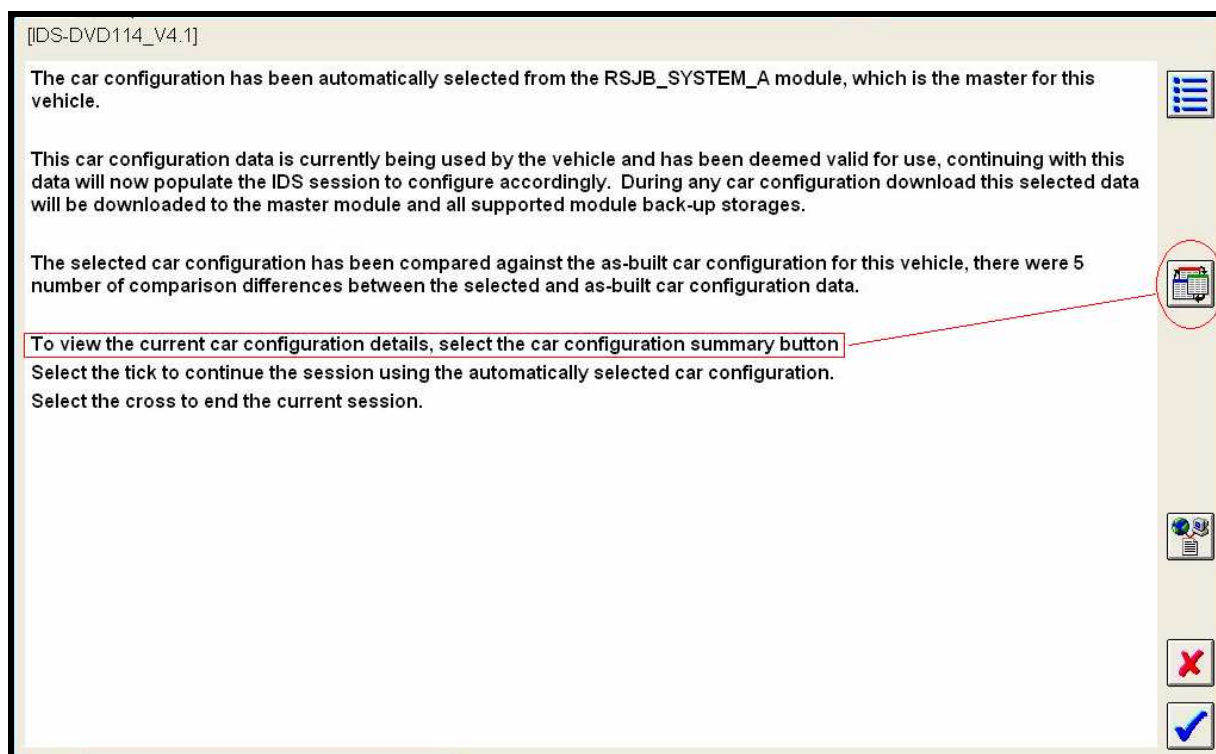 [IDS-DVD114_V4.1]
The car configuration has been automatically selected from the RSJB_SYSTEM_A module, which is the master for this
vehicle.
This car configuration data is currently being used by the vehicle and has been deemed valid for use, continuing with this
data will now populate the IDS session to configure accordingly. During any car configuration download this selected data
will be downloaded to the master module and all supported module back-up storages.
The selected car configuration has been compared against the as-built car configuration for this vehicle, there were 5
number of comparison differences between the selected and as-built car configuration data.
To view the current car configuration details, select the car configuration summary button
Select the tick to continue the session using the automatically selected car configuration.
Select the cross to end the current session.